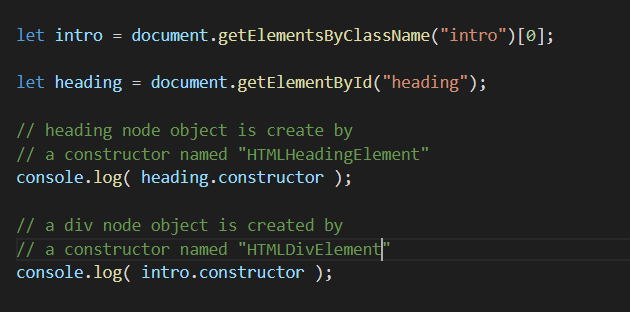 let intro = document.getElementsByClassName("intro")[0];
let heading = document.getElementById("heading");
// heading node object is create by
// a constructor named "HTMLHeadingElement"
console.log( heading.constructor );
// a div node object is created by
// a constructor named "HTMLDivElement"
console.log( intro.constructor );